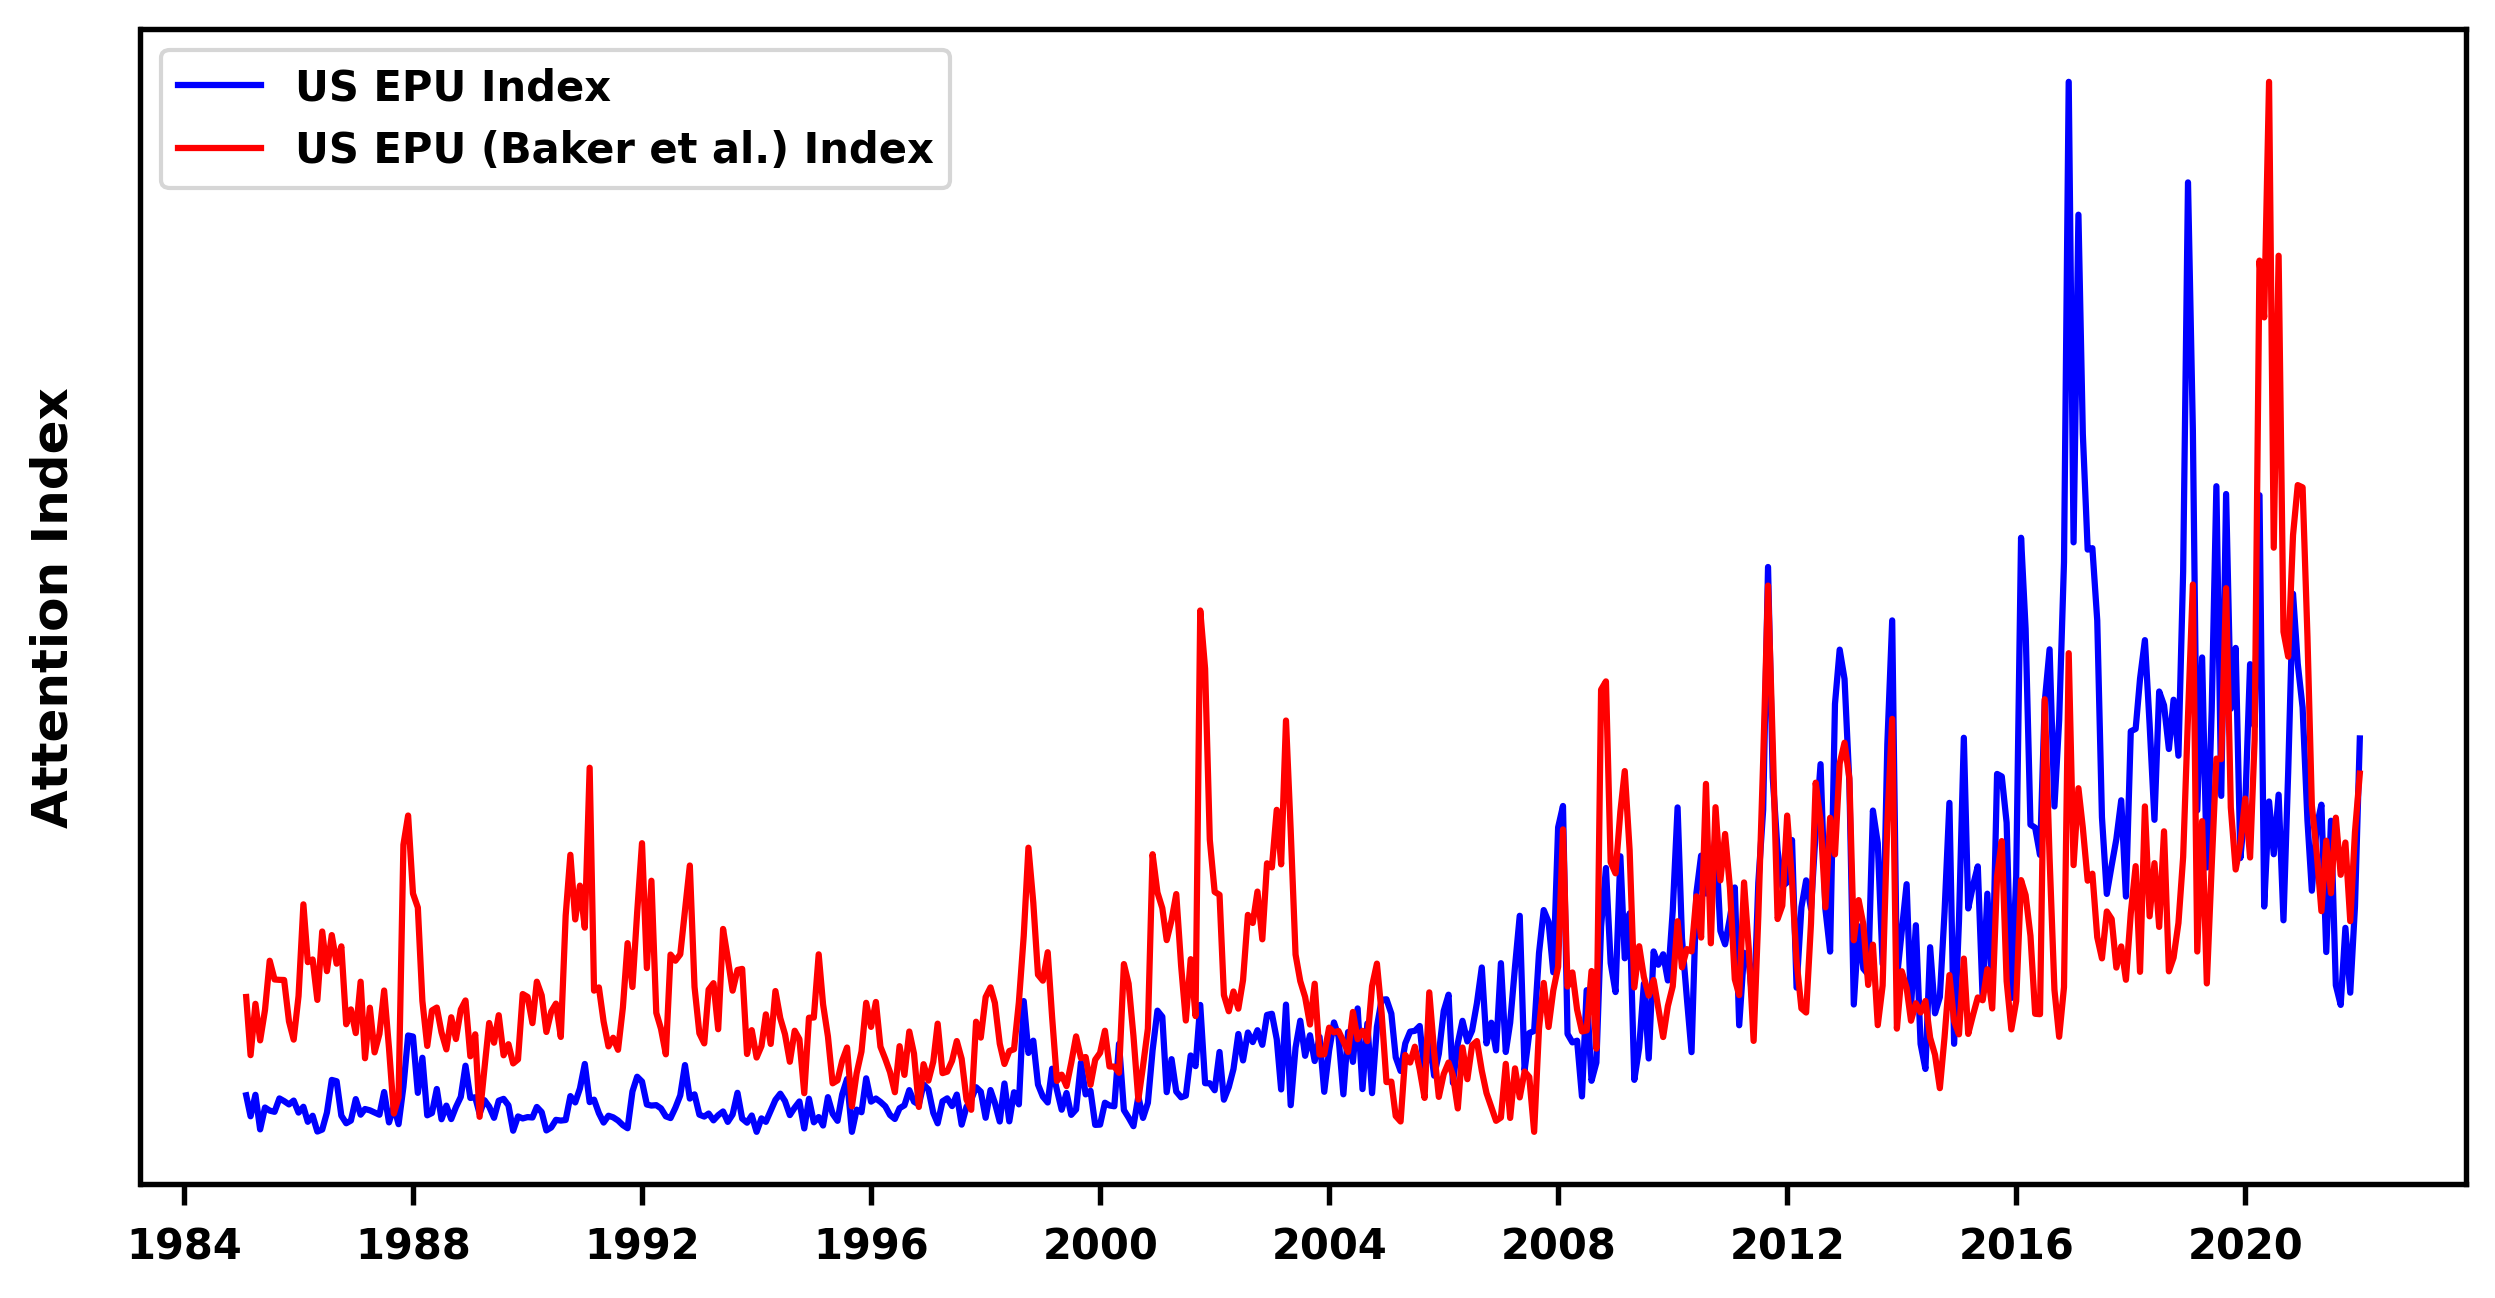 US EPU Index
US EPU (Baker et al.) Index
Attention Index
1984 1988 1992 1996 2000 2004 2008 2012 2016 2020